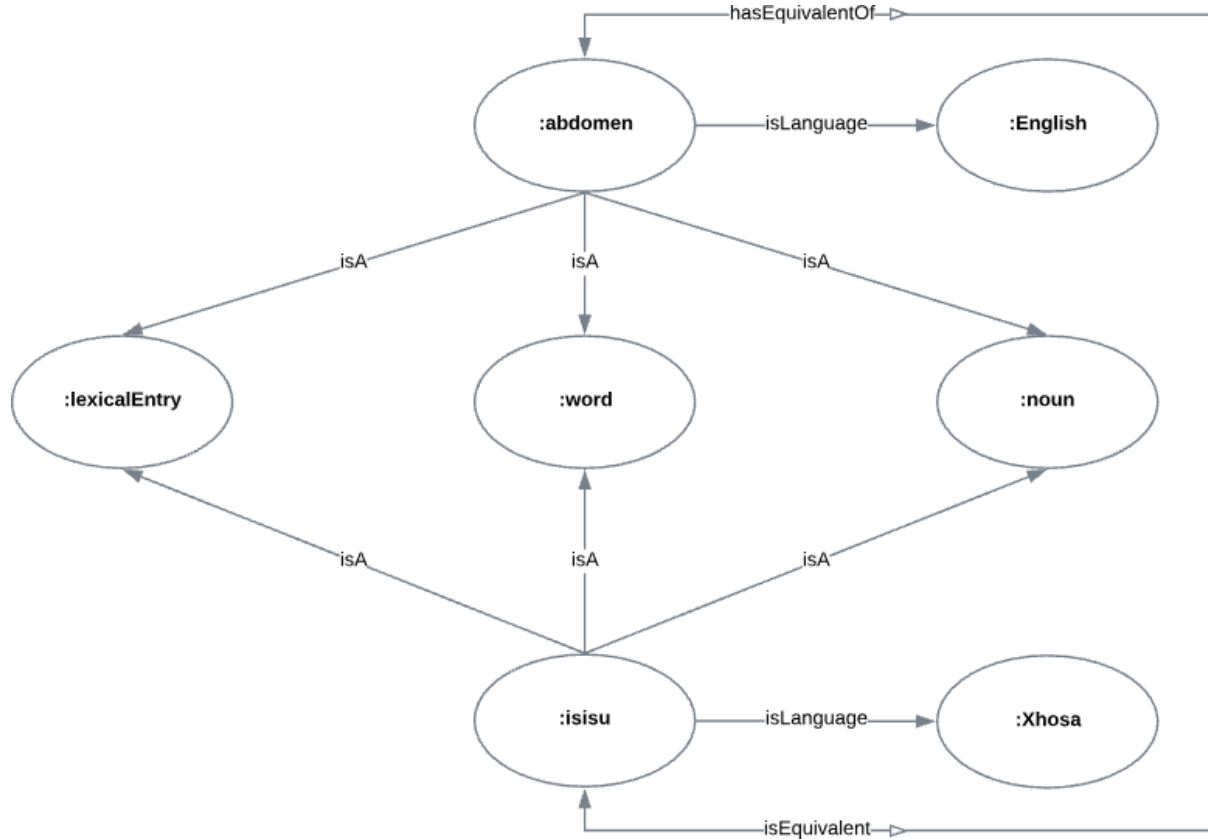 hasEquivalentOf
:abdomen
isLanguage
:English
isA
isA
isA
:lexicalEntry
:word
:noun
isA
isA
isA
:isisu
isLanguage
:Xhosa
isEquivalent